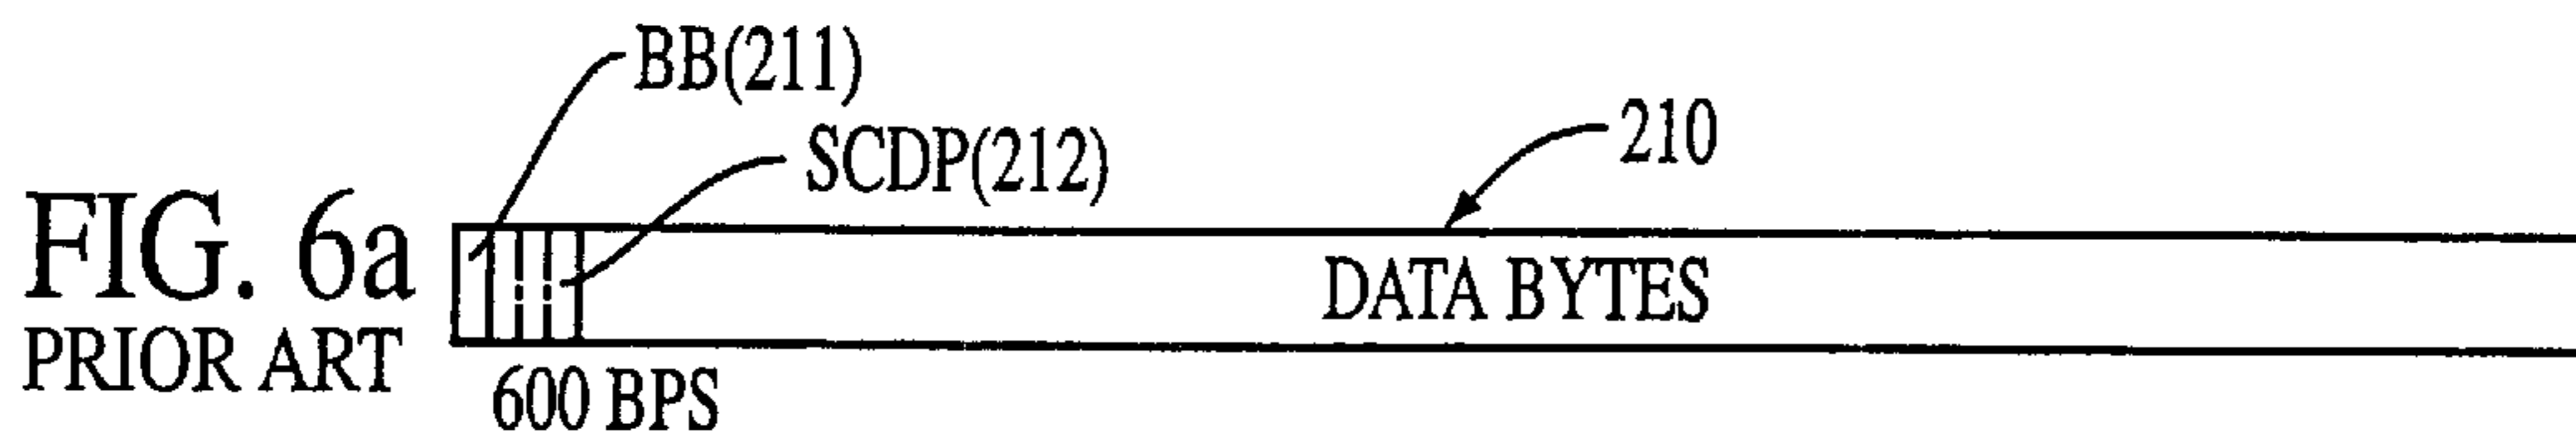 BB(211)
SCDP(212)
210
FIG. 6a
PRIOR ART
DATA BYTES
600 BPS